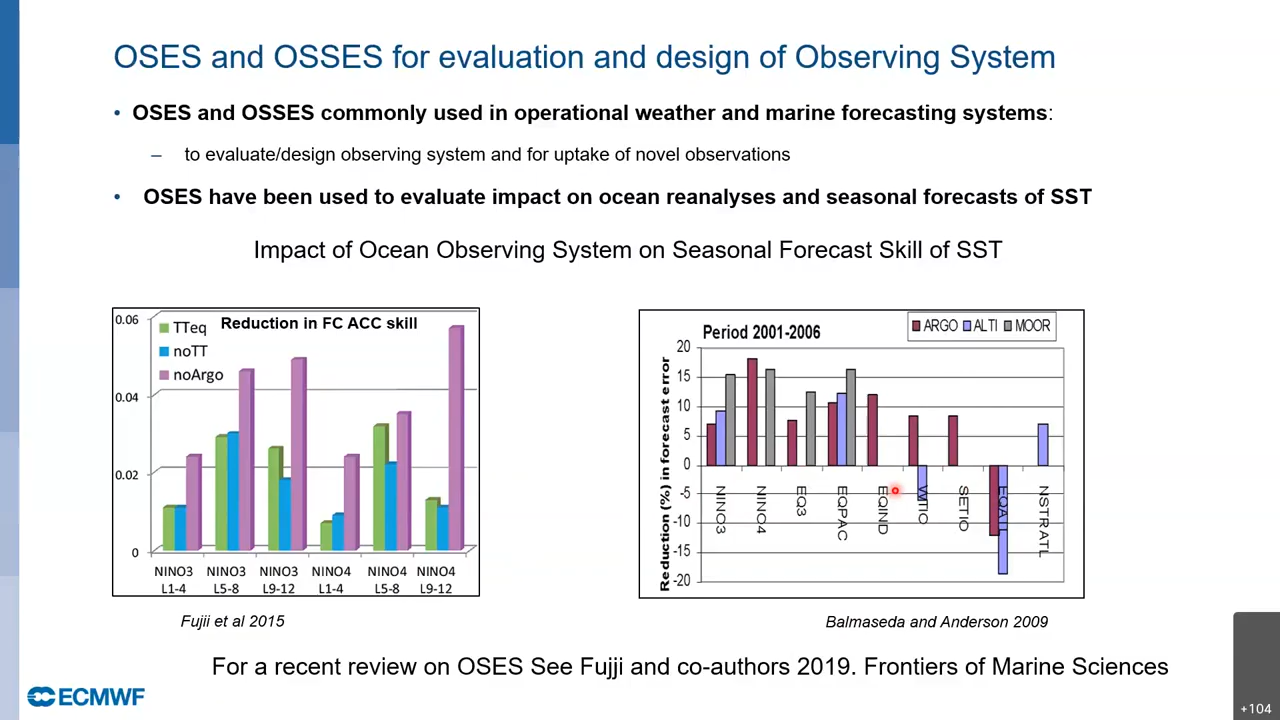 OSES and OSSES for evaluation and design of Observing System
• OSES and OSSES commonly used in operational weather and marine forecasting systems:
– to evaluate/design observing system and for uptake of novel observations
• OSES have been used to evaluate impact on ocean reanalyses and seasonal forecasts of SST
Impact of Ocean Observing System on Seasonal Forecast Skill of SST
Reduction in FC ACC skill
TTeq
noTT
noArgo
0.06
0.04
0.02
0
NINO3 NINO3 NINO3 NINO4 NINO4 NINO4
L1-4 L5-8 L9-12 L1-4 L5-8 L9-12
Fujii et al 2015
Period 2001-2006
ARGO ALTI MOOR
Reduction (%) in forecast error
20
15
10
5
0
-5
-10
-15
-20
NINO3
NINO4
EQ3
EQPAC
EQIND
WTIO
SETIO
EQATL
NSTRATL
Balmaseda and Anderson 2009
For a recent review on OSES See Fujji and co-authors 2019. Frontiers of Marine Sciences
ECMWF
+104